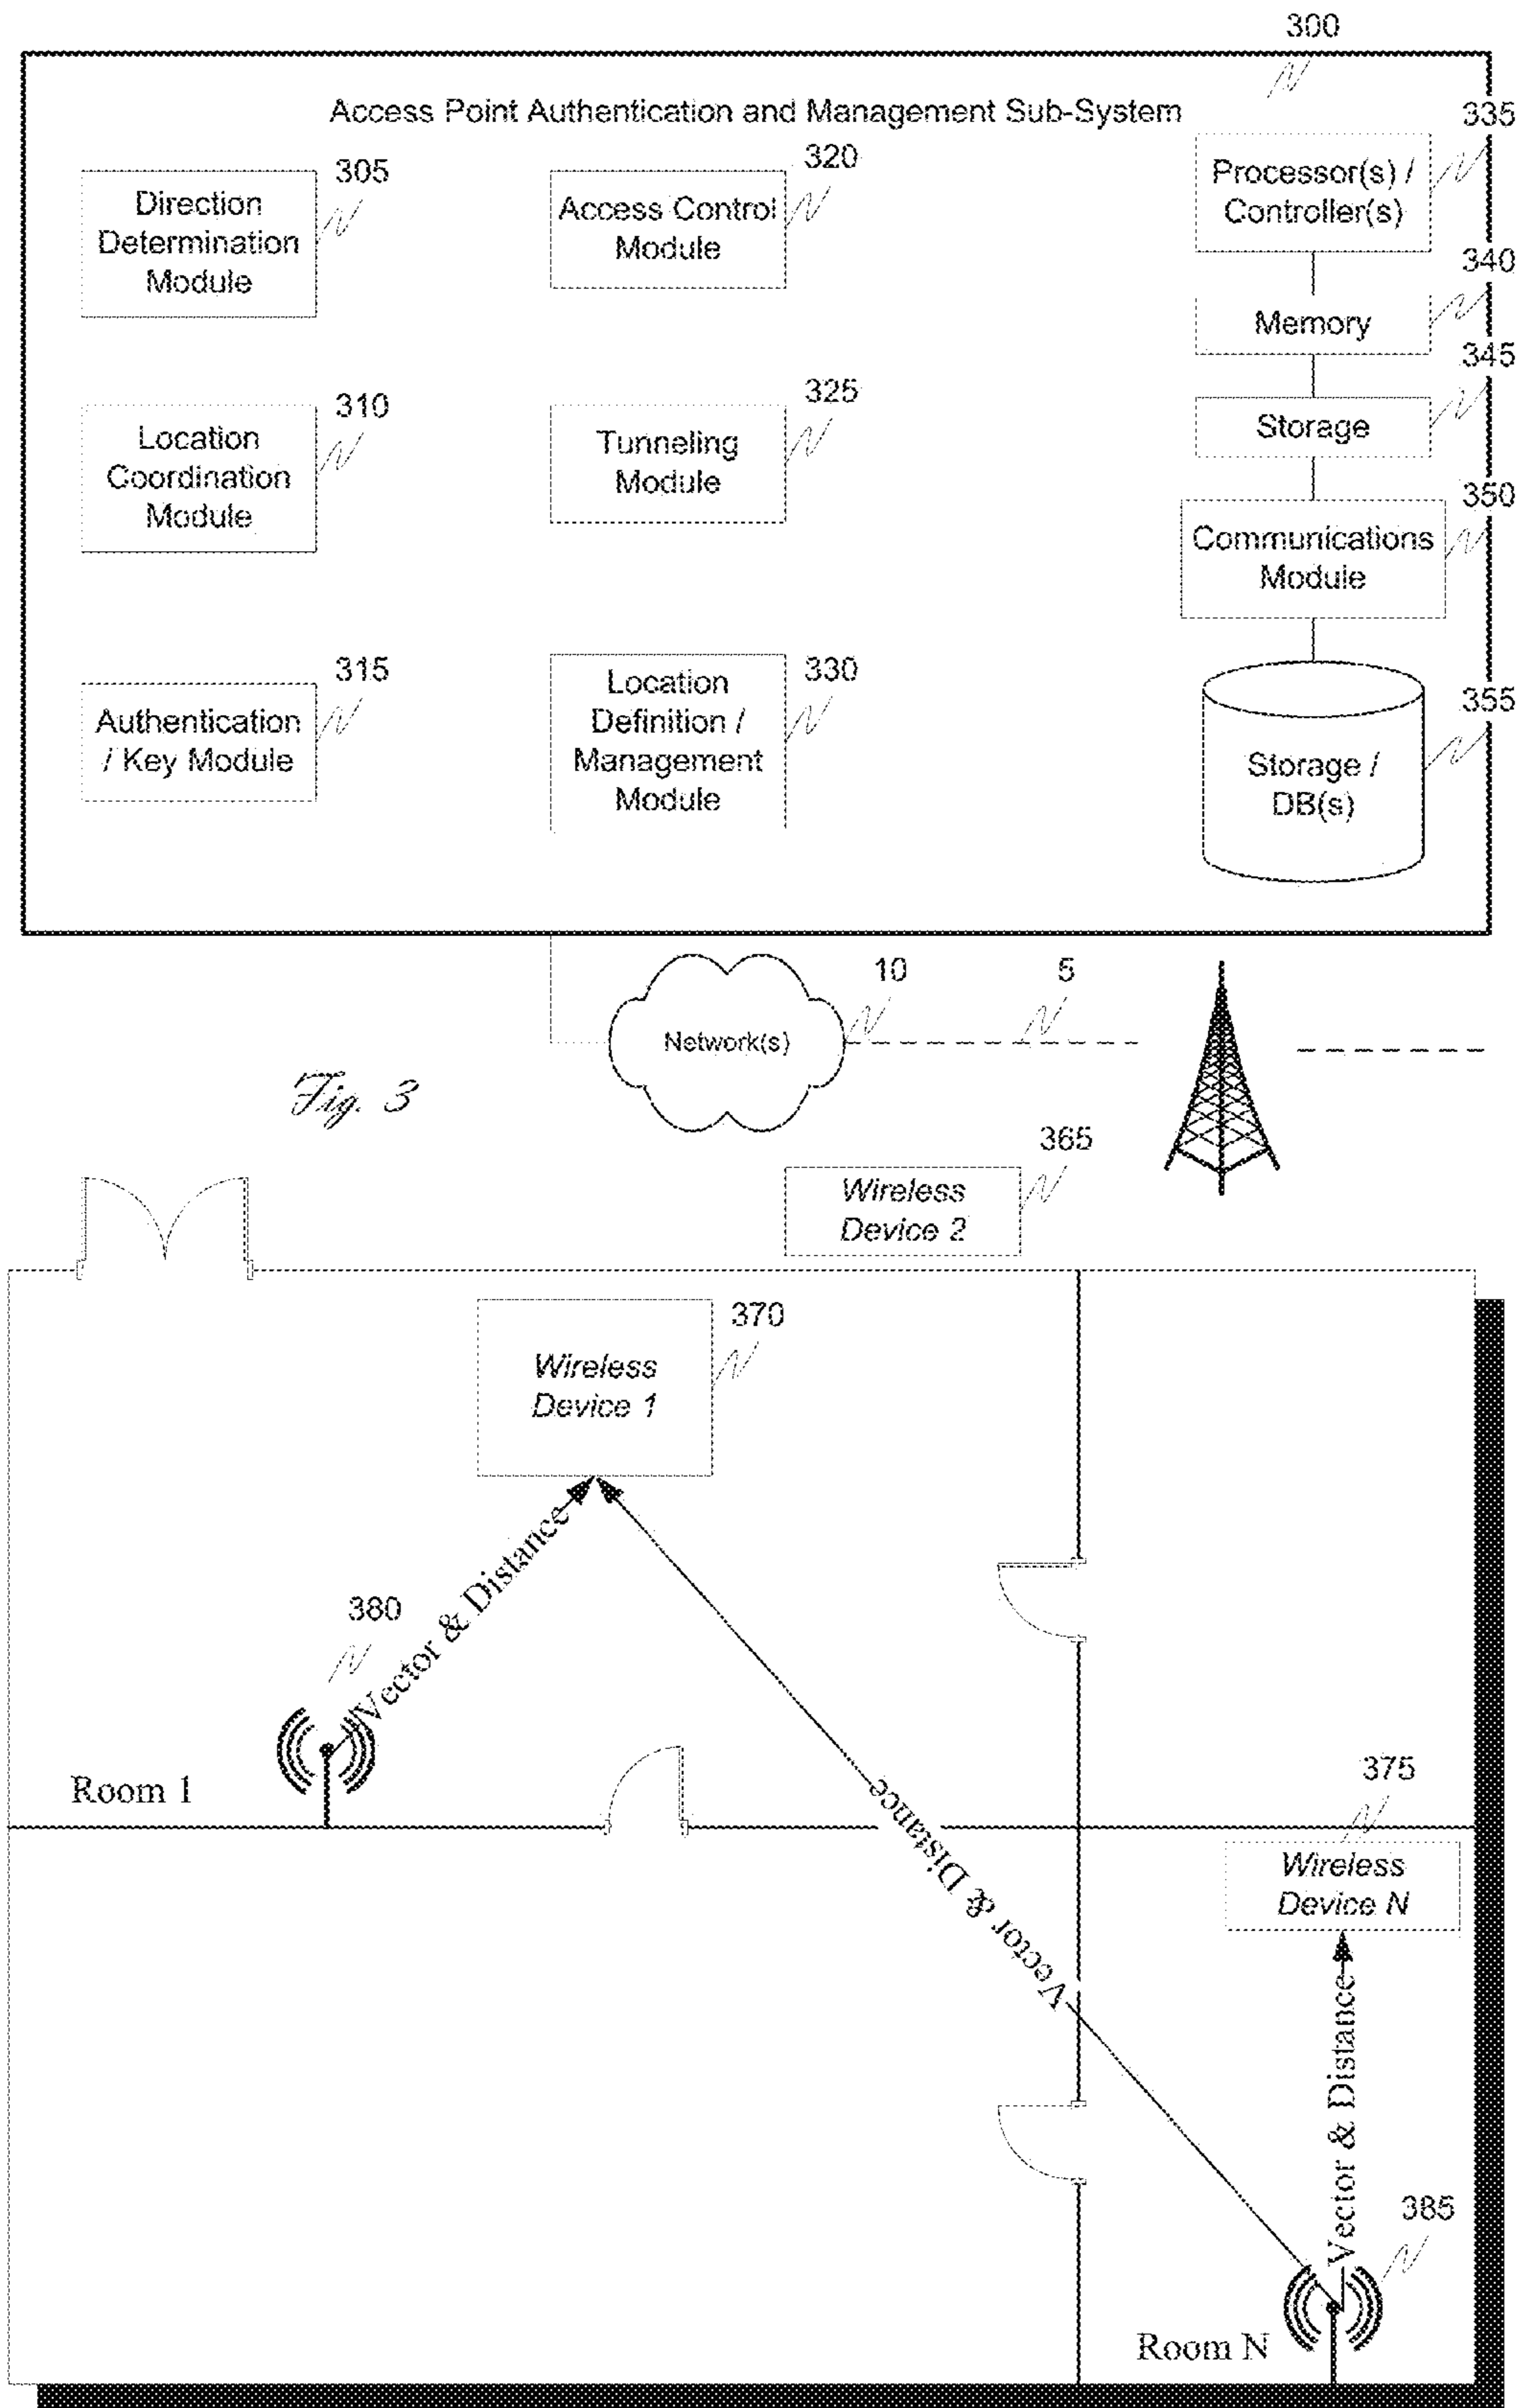 300
Access Point Authentication and Management Sub-System
335
305
Direction
Determination
Module
320
Access Control
Module
Processor(s) /
Controller(s)
340
Memory
345
310
Location
Coordination
Module
325
Tunneling
Module
Storage
350
Communications
Module
315
Authentication
/ Key Module
330
Location
Definition /
Management
Module
355
Storage /
DB(s)
10
5
Network(s)
Fig. 3
365
Wireless
Device 2
370
Wireless
Device 1
Vector & Distance
380
Room 1
Vector & Distance
375
Wireless
Device N
Vector & Distance
385
Room N